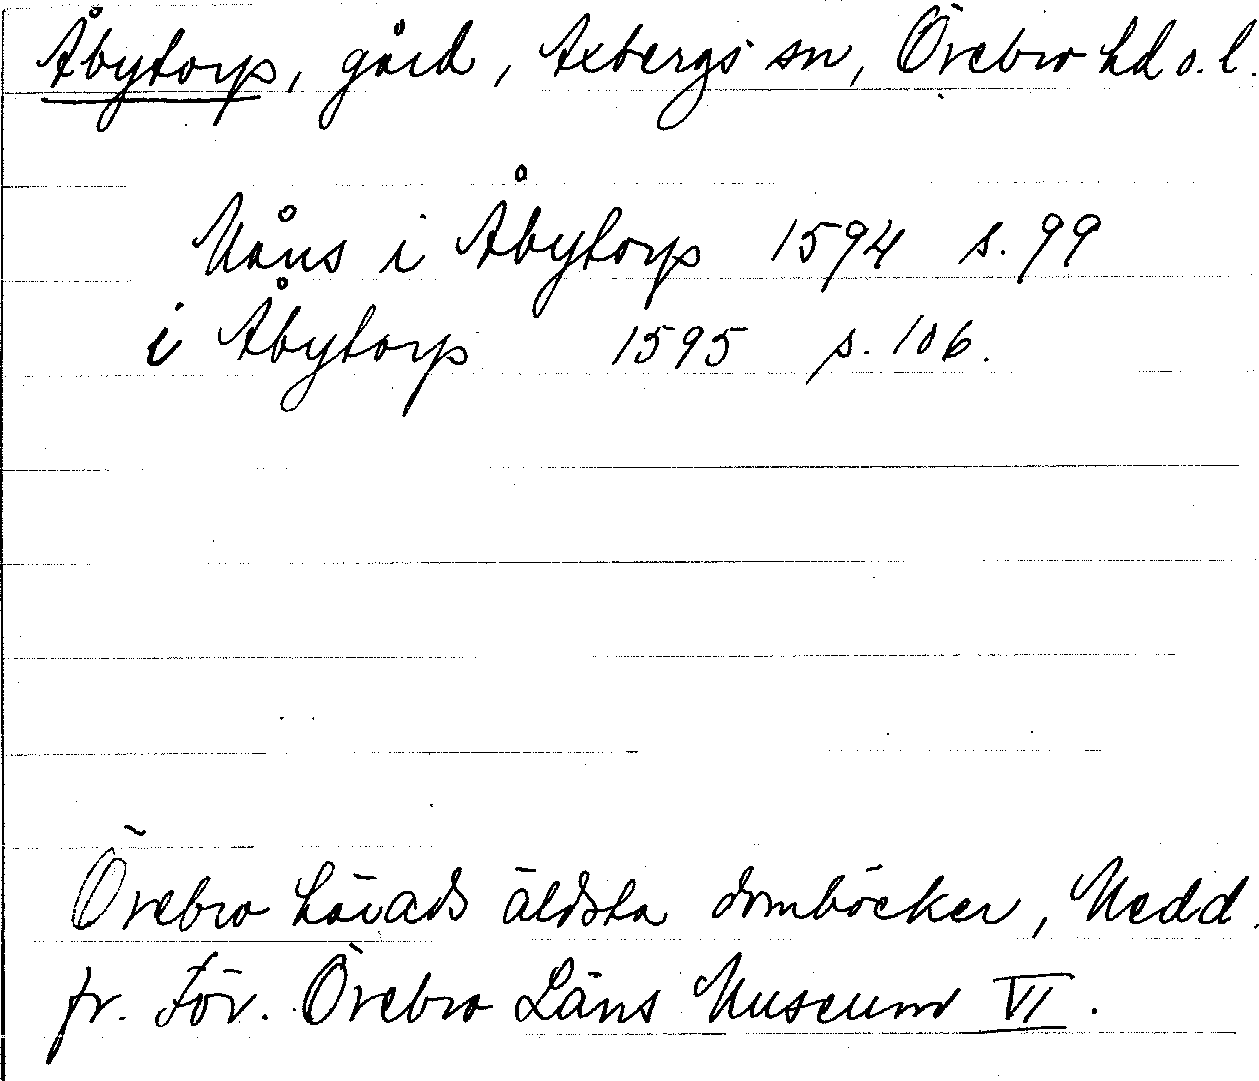 Åbytorp, gård, Axbergs sn, Örebro hd o. l.
Måns i Åbytorp 1594 s. 99
i Åbytorp 1595 s. 106.
Örebro härads äldsta domböcker, Medd.
fr. För. Örebro Läns Museum VI.